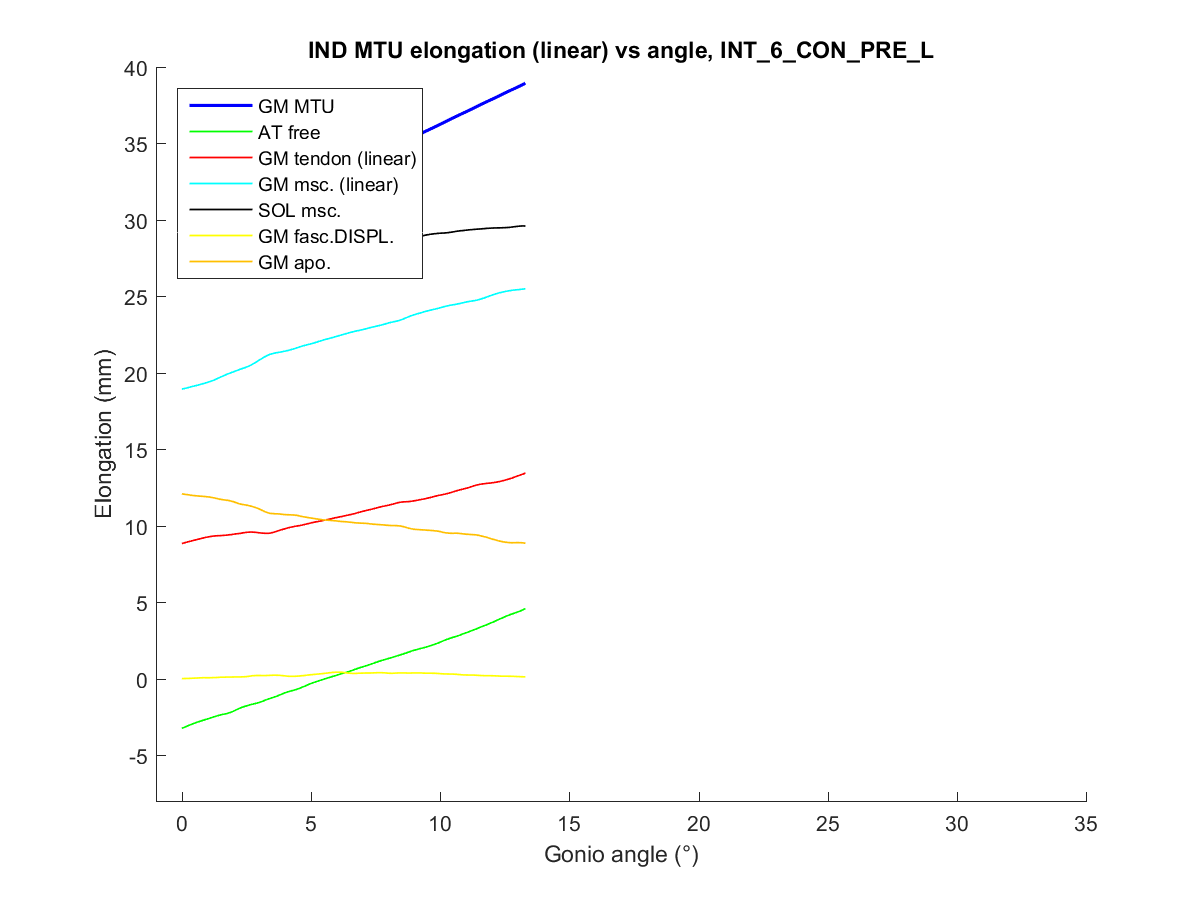 IND MTU elongation (linear) vs angle, INT_6_CON_PRE_L
40
35
30
25
20
15
10
5
0
-5
Elongation (mm)
GM MTU
AT free
GM tendon (linear)
GM msc. (linear)
SOL msc.
GM fasc.DISPL.
GM apo.
0 5 10 15 20 25 30 35
Gonio angle (°)